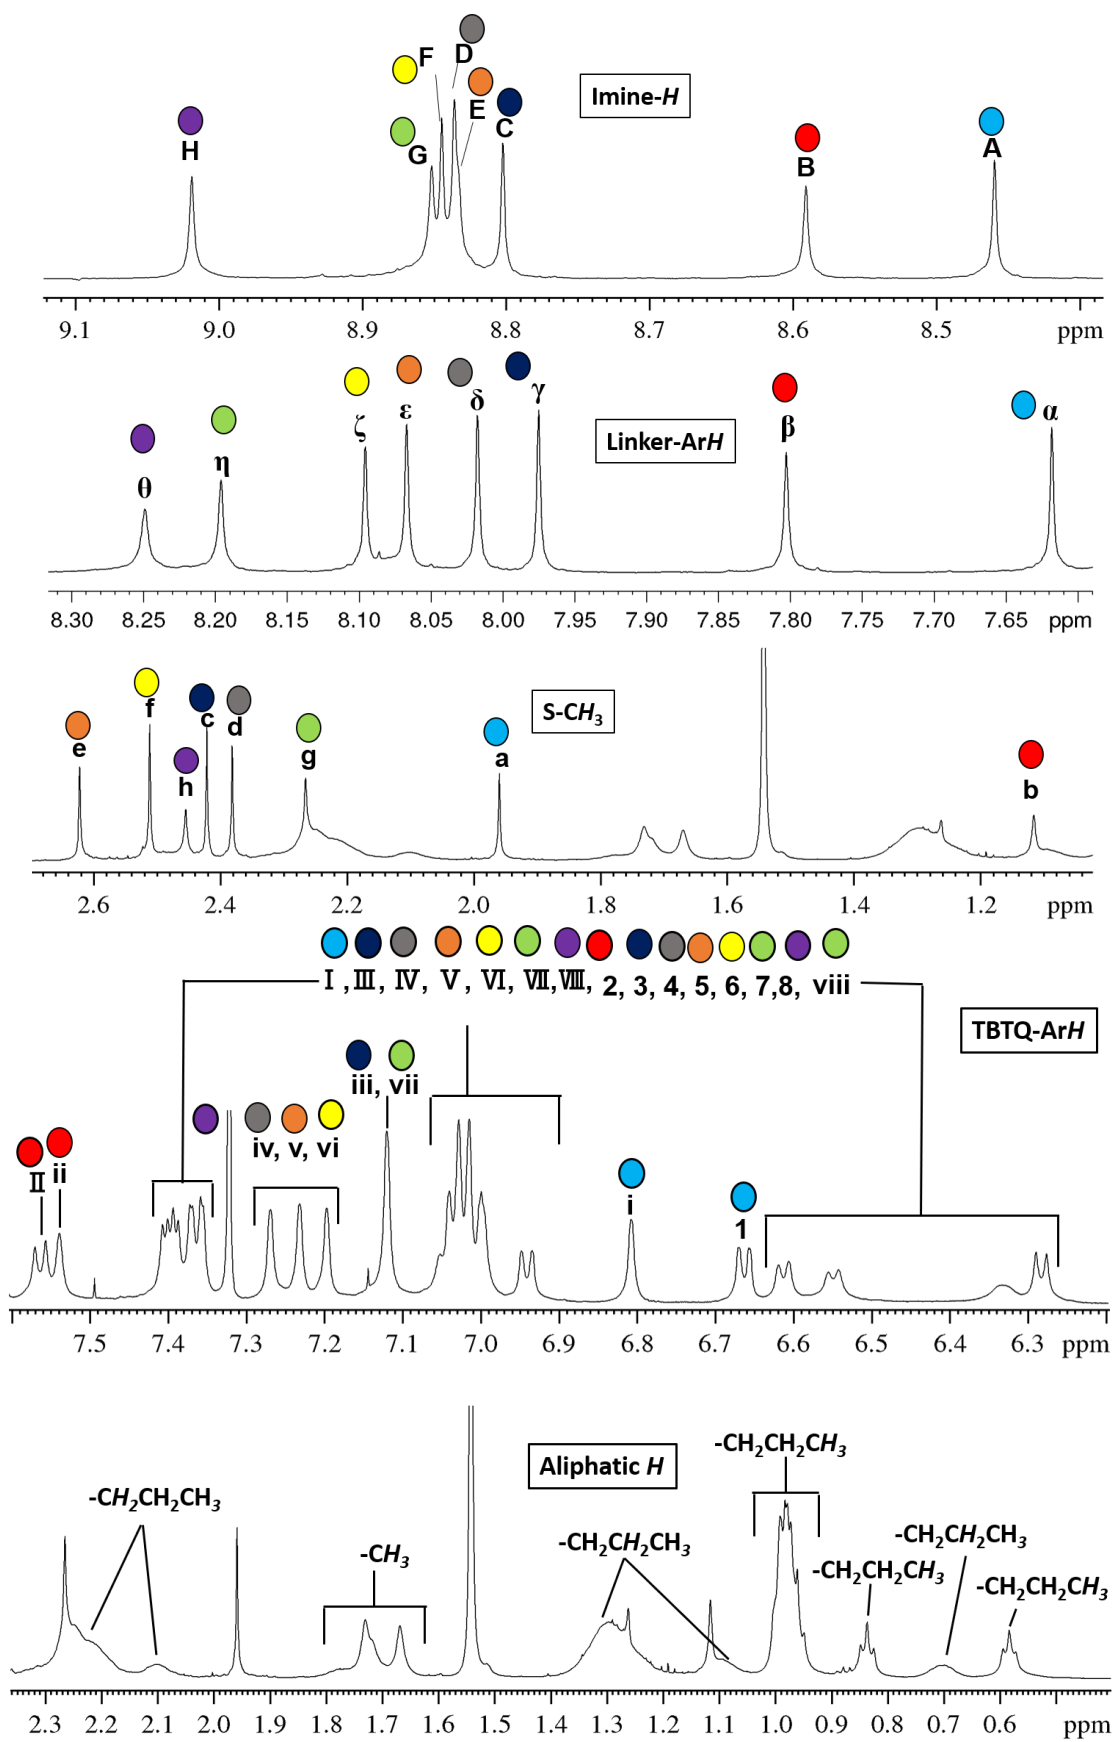 F D
Imine-H
E
H G C B A
9.1 9.0 8.9 8.8 8.7 8.6 8.5 ppm
ζ ε δ γ β α
Linker-ArH
θ η
8.30 8.25 8.20 8.15 8.10 8.05 8.00 7.95 7.90 7.85 7.80 7.75 7.70 7.65 ppm
S-CH₃
e f h c d g a b
2.6 2.4 2.2 2.0 1.8 1.6 1.4 1.2 ppm
Ⅰ, Ⅲ, Ⅳ, Ⅴ, Ⅵ, Ⅶ, Ⅷ, 2, 3, 4, 5, 6, 7,8, viii
TBTQ-ArH
iii, vii
iv, v, vi
Ⅱ ii i 1
7.5 7.4 7.3 7.2 7.1 7.0 6.9 6.8 6.7 6.6 6.5 6.4 6.3 ppm
-CH₂CH₂CH₃
Aliphatic H
-CH₂CH₂CH₃
-CH₃
-CH₂CH₂CH₃
-CH₂CH₂CH₃
-CH₂CH₂CH₃
-CH₂CH₂CH₃
2.3 2.2 2.1 2.0 1.9 1.8 1.7 1.6 1.5 1.4 1.3 1.2 1.1 1.0 0.9 0.8 0.7 0.6 ppm